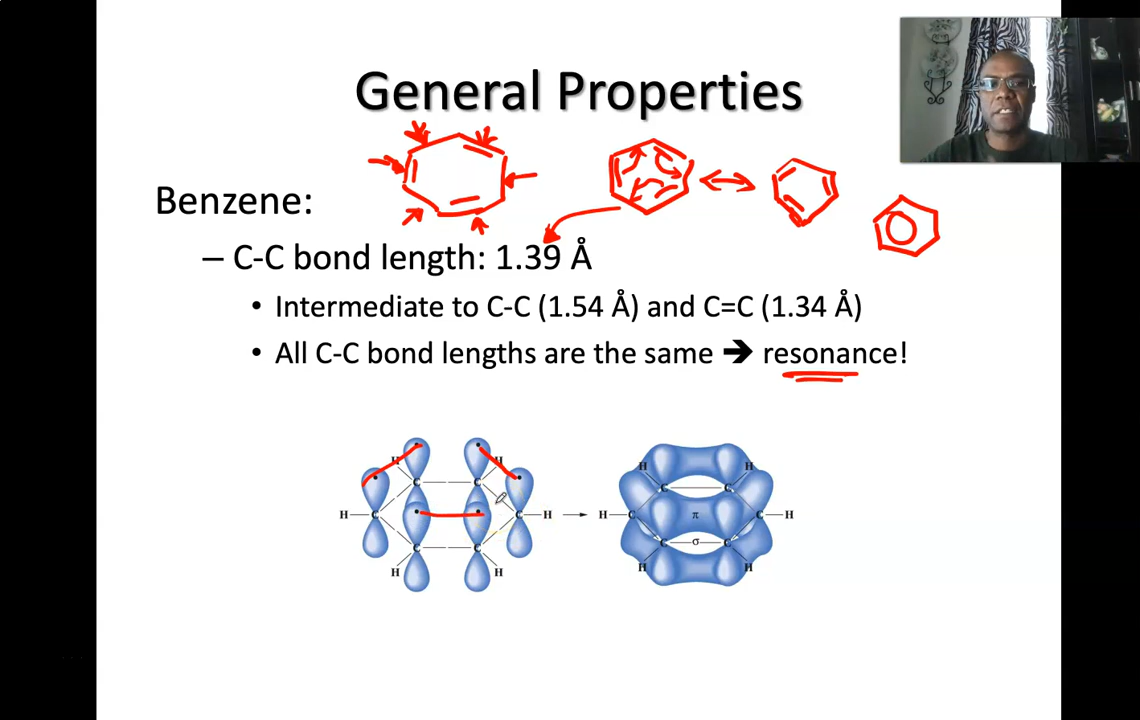 General Properties
Benzene:
– C-C bond length: 1.39 Å
• Intermediate to C-C (1.54 Å) and C=C (1.34 Å)
• All C-C bond lengths are the same ➔ resonance!
H H H H
C C
H C C H H C C H
π
C C σ C C
H H H H